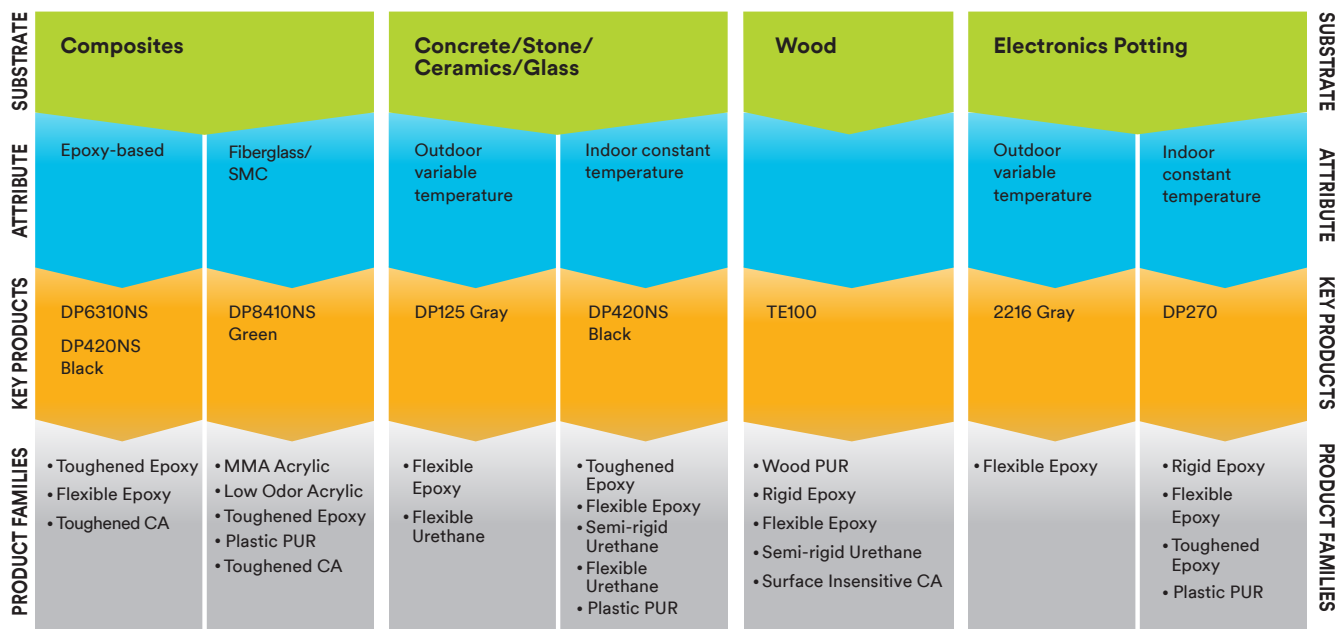 SUBSTRATE
Composites
Concrete/Stone/
Ceramics/Glass
Wood
Electronics Potting
SUBSTRATE
ATTRIBUTE
Epoxy-based
Fiberglass/
SMC
Outdoor
variable
temperature
Indoor constant
temperature
Outdoor
variable
temperature
Indoor
constant
temperature
ATTRIBUTE
KEY PRODUCTS
DP6310NS
DP420NS
Black
DP8410NS
Green
DP125 Gray
DP420NS
Black
TE100
2216 Gray
DP270
KEY PRODUCTS
PRODUCT FAMILIES
• Toughened Epoxy
• Flexible Epoxy
• Toughened CA
• MMA Acrylic
• Low Odor Acrylic
• Toughened Epoxy
• Plastic PUR
• Toughened CA
• Flexible
Epoxy
• Flexible
Urethane
• Toughened
Epoxy
• Flexible Epoxy
• Semi-rigid
Urethane
• Flexible
Urethane
• Plastic PUR
• Wood PUR
• Rigid Epoxy
• Flexible Epoxy
• Semi-rigid Urethane
• Surface Insensitive CA
• Flexible Epoxy
• Rigid Epoxy
• Flexible
Epoxy
• Toughened
Epoxy
• Plastic PUR
PRODUCT FAMILIES